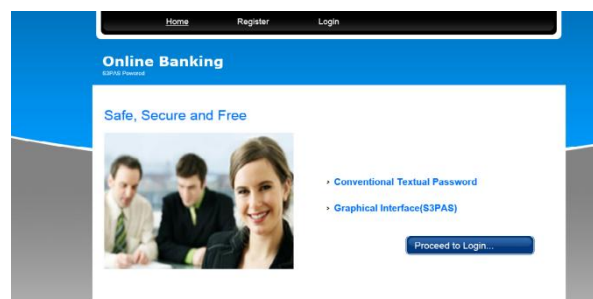 Home Register Login
Online Banking
S3PAS Powered
Safe, Secure and Free
Conventional Textual Password
Graphical Interface(S3PAS)
Proceed to Login...